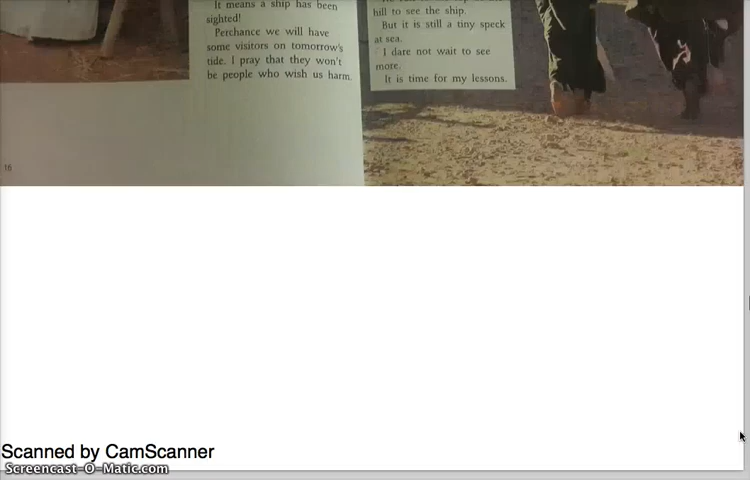 It means a ship has been
sighted!
Perchance we will have
some visitors on tomorrow's
tide. I pray that they won't
be people who wish us harm.
16
hill to see the ship.
But it is still a tiny speck
at sea.
I dare not wait to see
more.
It is time for my lessons.
Scanned by CamScanner
Screencast-O-Matic.com